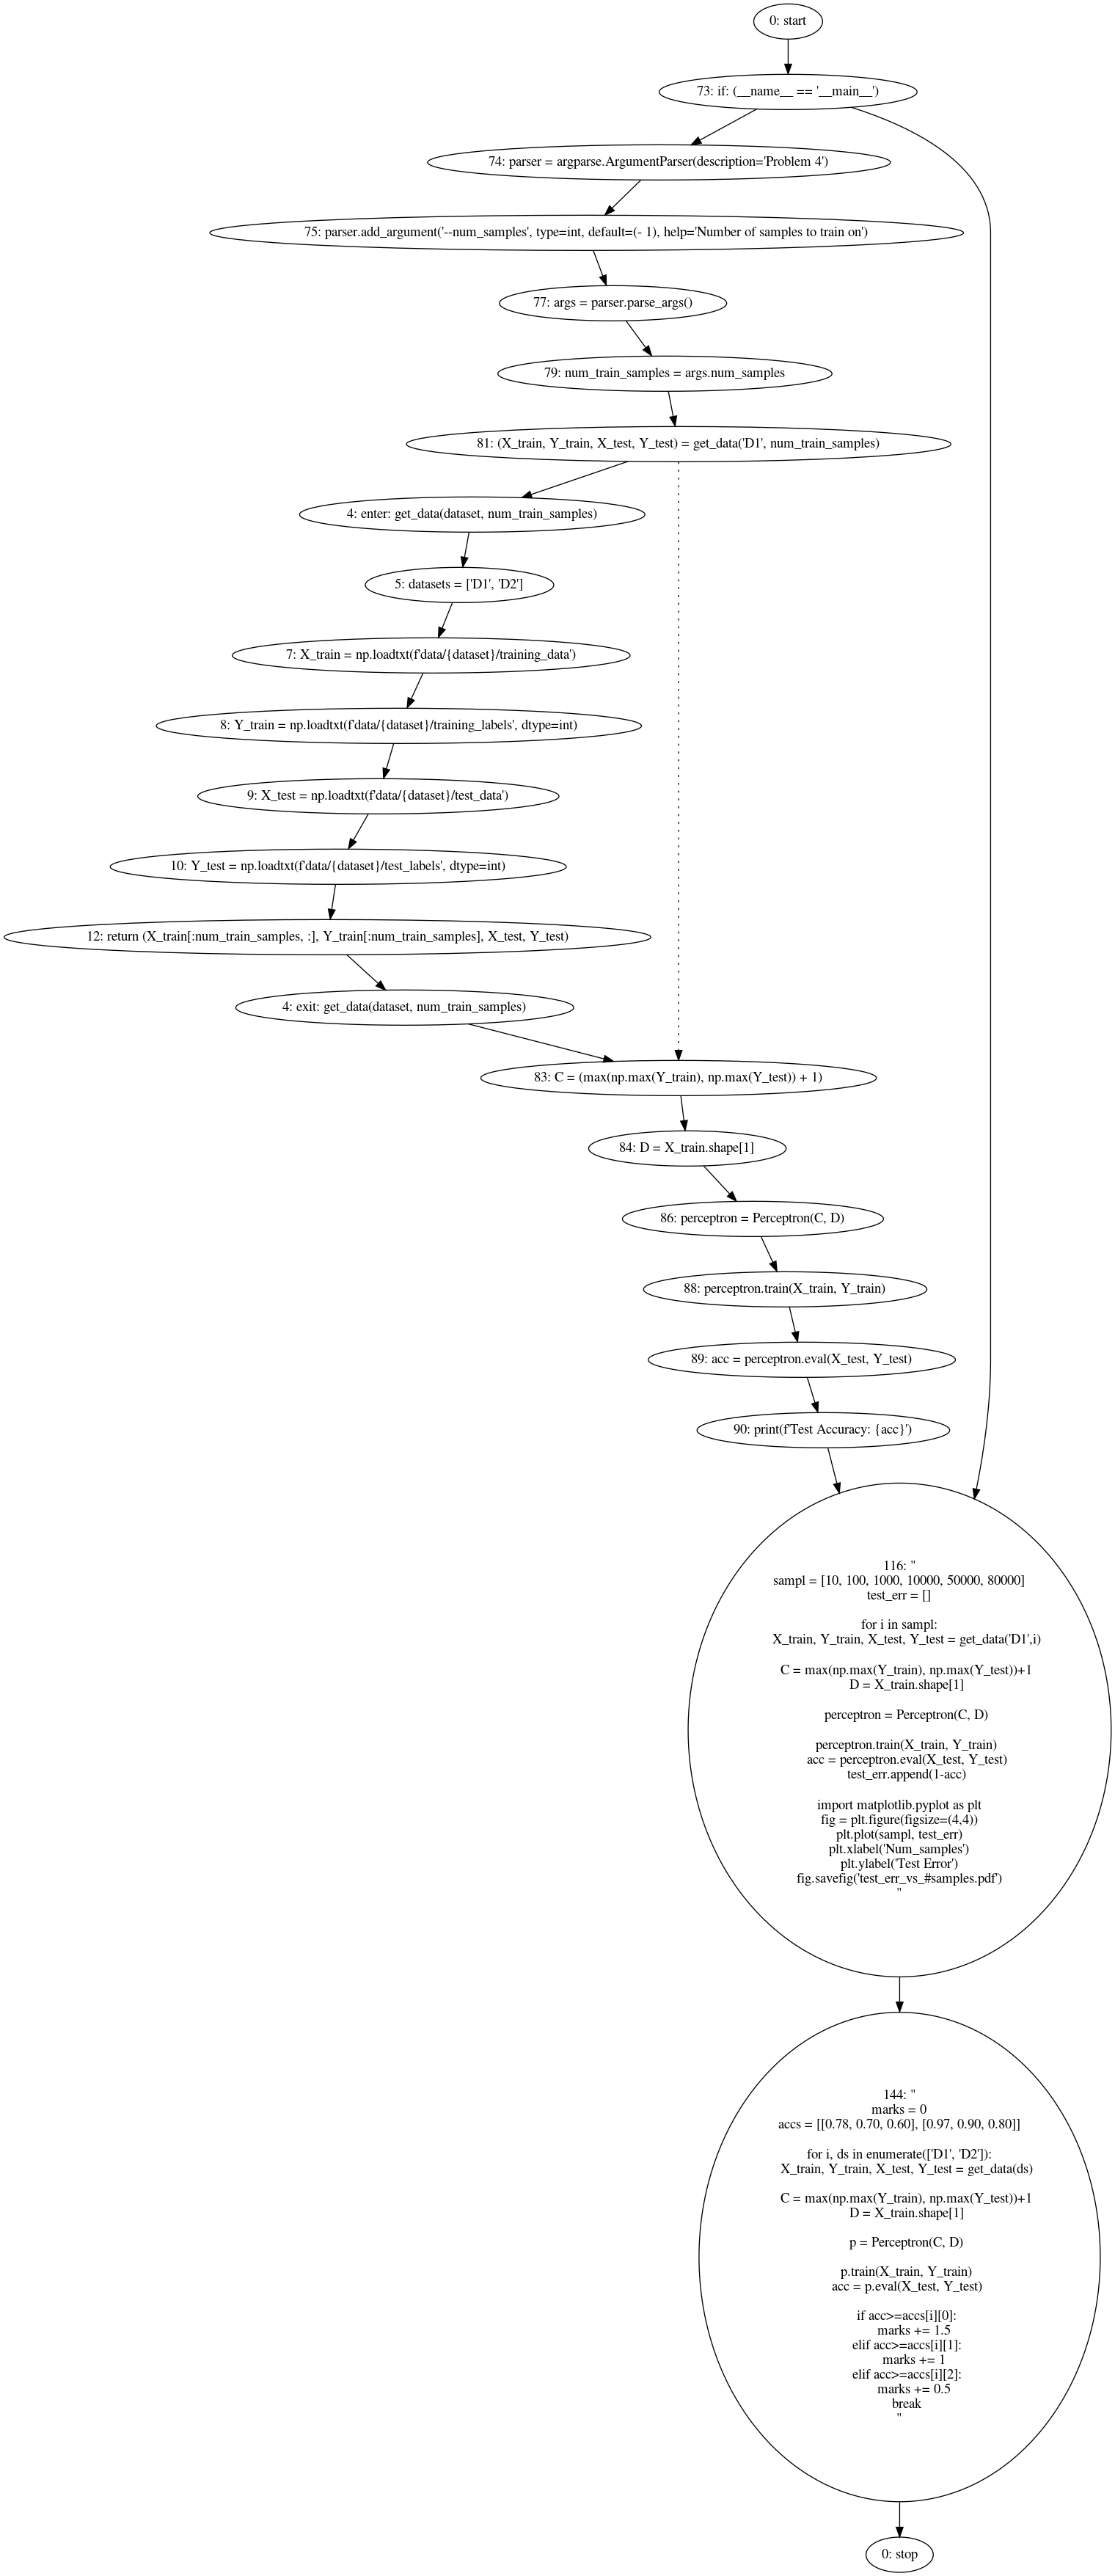 0: start
73: if: (__name__ == '__main__')
74: parser = argparse.ArgumentParser(description='Problem 4')
75: parser.add_argument('--num_samples', type=int, default=(- 1), help='Number of samples to train on')
77: args = parser.parse_args()
79: num_train_samples = args.num_samples
81: (X_train, Y_train, X_test, Y_test) = get_data('D1', num_train_samples)
4: enter: get_data(dataset, num_train_samples)
5: datasets = ['D1', 'D2']
7: X_train = np.loadtxt(f'data/{dataset}/training_data')
8: Y_train = np.loadtxt(f'data/{dataset}/training_labels', dtype=int)
9: X_test = np.loadtxt(f'data/{dataset}/test_data')
10: Y_test = np.loadtxt(f'data/{dataset}/test_labels', dtype=int)
12: return (X_train[:num_train_samples, :], Y_train[:num_train_samples], X_test, Y_test)
4: exit: get_data(dataset, num_train_samples)
83: C = (max(np.max(Y_train), np.max(Y_test)) + 1)
84: D = X_train.shape[1]
86: perceptron = Perceptron(C, D)
88: perceptron.train(X_train, Y_train)
89: acc = perceptron.eval(X_test, Y_test)
90: print(f'Test Accuracy: {acc}')
116: ''
sampl = [10, 100, 1000, 10000, 50000, 80000]
test_err = []
for i in sampl:
X_train, Y_train, X_test, Y_test = get_data('D1',i)
C = max(np.max(Y_train), np.max(Y_test))+1
D = X_train.shape[1]
perceptron = Perceptron(C, D)
perceptron.train(X_train, Y_train)
acc = perceptron.eval(X_test, Y_test)
test_err.append(1-acc)
import matplotlib.pyplot as plt
fig = plt.figure(figsize=(4,4))
plt.plot(sampl, test_err)
plt.xlabel('Num_samples')
plt.ylabel('Test Error')
fig.savefig('test_err_vs_#samples.pdf')
''
144: ''
marks = 0
accs = [[0.78, 0.70, 0.60], [0.97, 0.90, 0.80]]
for i, ds in enumerate(['D1', 'D2']):
X_train, Y_train, X_test, Y_test = get_data(ds)
C = max(np.max(Y_train), np.max(Y_test))+1
D = X_train.shape[1]
p = Perceptron(C, D)
p.train(X_train, Y_train)
acc = p.eval(X_test, Y_test)
if acc>=accs[i][0]:
marks += 1.5
elif acc>=accs[i][1]:
marks += 1
elif acc>=accs[i][2]:
marks += 0.5
break
''
0: stop